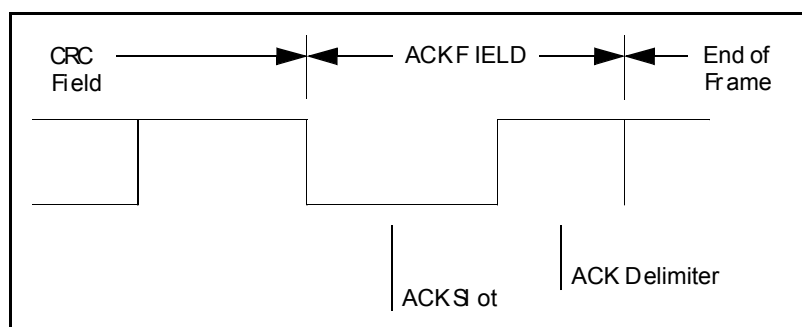 CRC
Field
ACK FIELD
End of
Frame
ACK Slot
ACK Delimiter